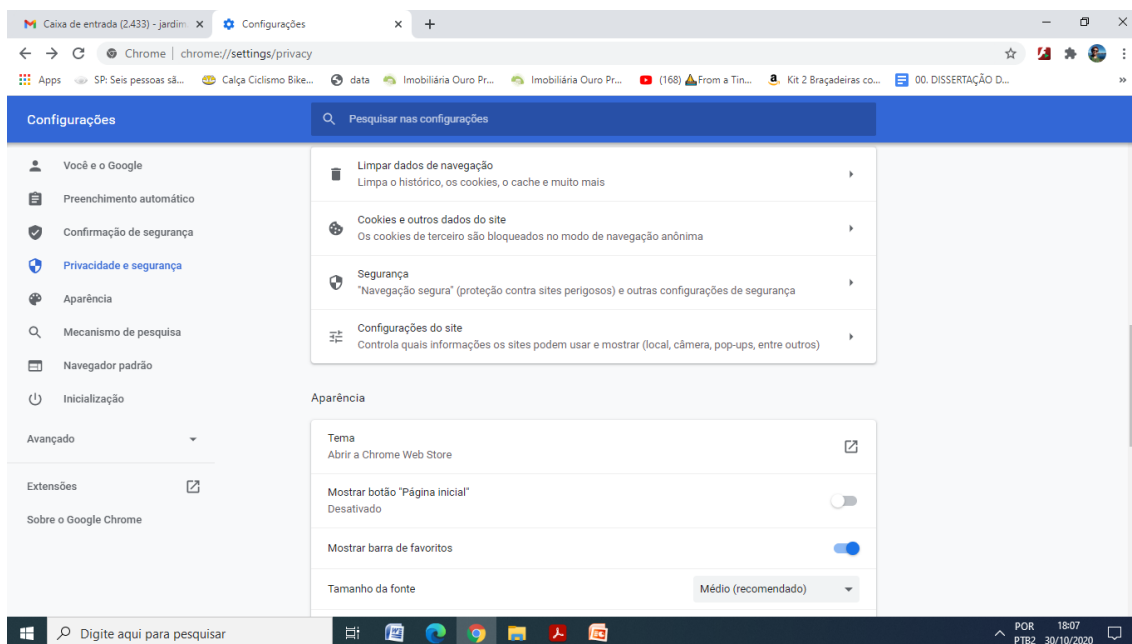 Caixa de entrada (2.433) - jardim
Configurações
Chrome | chrome://settings/privacy
Apps
SP: Seis pessoas sã...
Calça Ciclismo Bike...
data
Imobiliária Ouro Pr...
Imobiliária Ouro Pr...
(168) From a Tin...
Kit 2 Braçadeiras co...
00. DISSERTAÇÃO D...
Configurações
Pesquisar nas configurações
Você e o Google
Preenchimento automático
Confirmação de segurança
Privacidade e segurança
Aparência
Mecanismo de pesquisa
Navegador padrão
Inicialização
Avançado
Extensões
Sobre o Google Chrome
Limpar dados de navegação
Limpa o histórico, os cookies, o cache e muito mais
Cookies e outros dados do site
Os cookies de terceiro são bloqueados no modo de navegação anônima
Segurança
"Navegação segura" (proteção contra sites perigosos) e outras configurações de segurança
Configurações do site
Controla quais informações os sites podem usar e mostrar (local, câmera, pop-ups, entre outros)
Aparência
Tema
Abrir a Chrome Web Store
Mostrar botão "Página inicial"
Desativado
Mostrar barra de favoritos
Tamanho da fonte
Médio (recomendado)
Digite aqui para pesquisar
POR
PTB2
18:07
30/10/2020